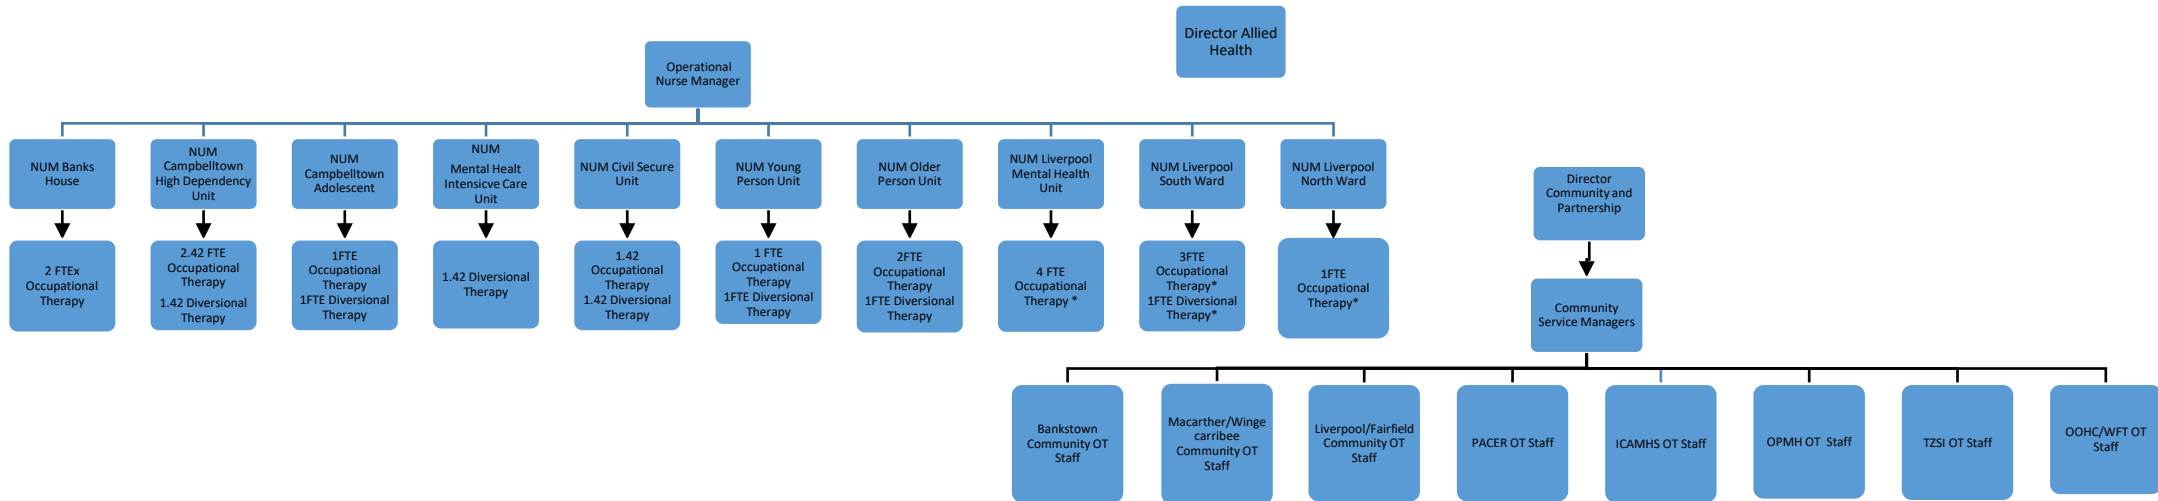 Director Allied
Health
Operational
Nurse Manager
NUM Banks
House
NUM
Campbelltown
High Dependency
Unit
NUM
Campbelltown
Adolescent
NUM
Mental Healt
Intensicve Care
Unit
NUM Civil Secure
Unit
NUM Young
Person Unit
NUM Older
Person Unit
NUM Liverpool
Mental Health
Unit
NUM Liverpool
South Ward
NUM Liverpool
North Ward
2 FTEx
Occupational
Therapy
2.42 FTE
Occupational
Therapy
1.42 Diversional
Therapy
1FTE
Occupational
Therapy
1FTE Diversional
Therapy
1.42 Diversional
Therapy
1.42
Occupational
Therapy
1.42 Diversional
Therapy
1 FTE
Occupational
Therapy
1FTE Diversional
Therapy
2FTE
Occupational
Therapy
1FTE Diversional
Therapy
4 FTE
Occupational
Therapy *
3FTE
Occupational
Therapy*
1FTE Diversional
Therapy*
1FTE
Occupational
Therapy*
Director
Community and
Partnership
Community
Service Managers
Bankstown
Community OT
Staff
Macarther/Winge
carribee
Community OT
Staff
Liverpool/Fairfield
Community OT
Staff
PACER OT Staff
ICAMHS OT Staff
OPMH OT  Staff
TZSI OT Staff
OOHC/WFT OT
Staff